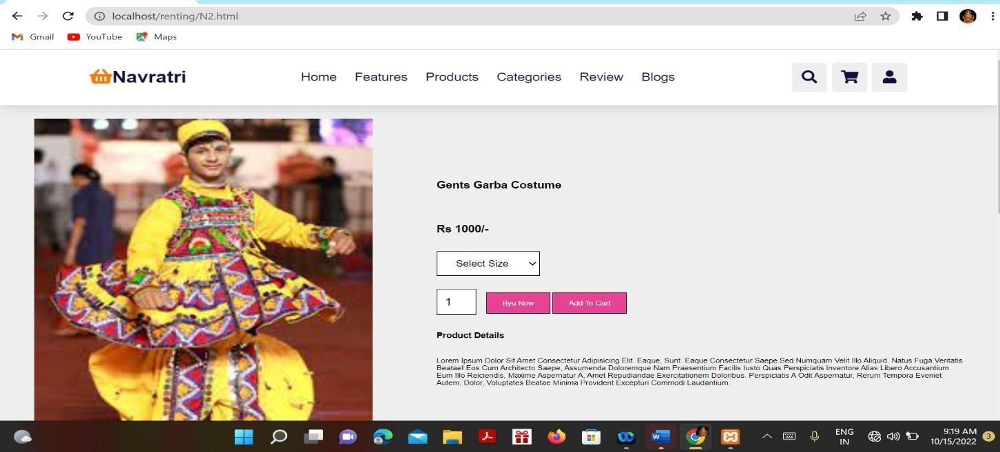 localhost/renting/N2.html
Gmail YouTube Maps
Navratri Home Features Products Categories Review Blogs
Gents Garba Costume
Rs 1000/-
Select Size
1 Byu Now Add To Cart
Product Details
Lorem Ipsum Dolor Sit Amet Consectetur Adipisicing Elit. Eaque, Sunt. Eaque Consectetur Saepe Sed Numquam Velit Illo Aliquid. Natus Fuga Veritatis
Beatael Eos Cum Architecto Saepe, Assumenda Doloremque Nam Praesentium Facilis Iusto Quas Perspiciatis Inventore Alias Libero Accusantium
Eum Illo Reiciendis, Maxime Aspernatur A, Amet Repudiandae Exercitationem Doloribus. Perspiciatis A Odit Aspernatur, Rerum Tempora Eveniet
Autem, Dolor, Voluptates Beatae Minima Provident Excepturi Commodi Laudantium.
ENG 9:19 AM
IN 10/15/2022 3